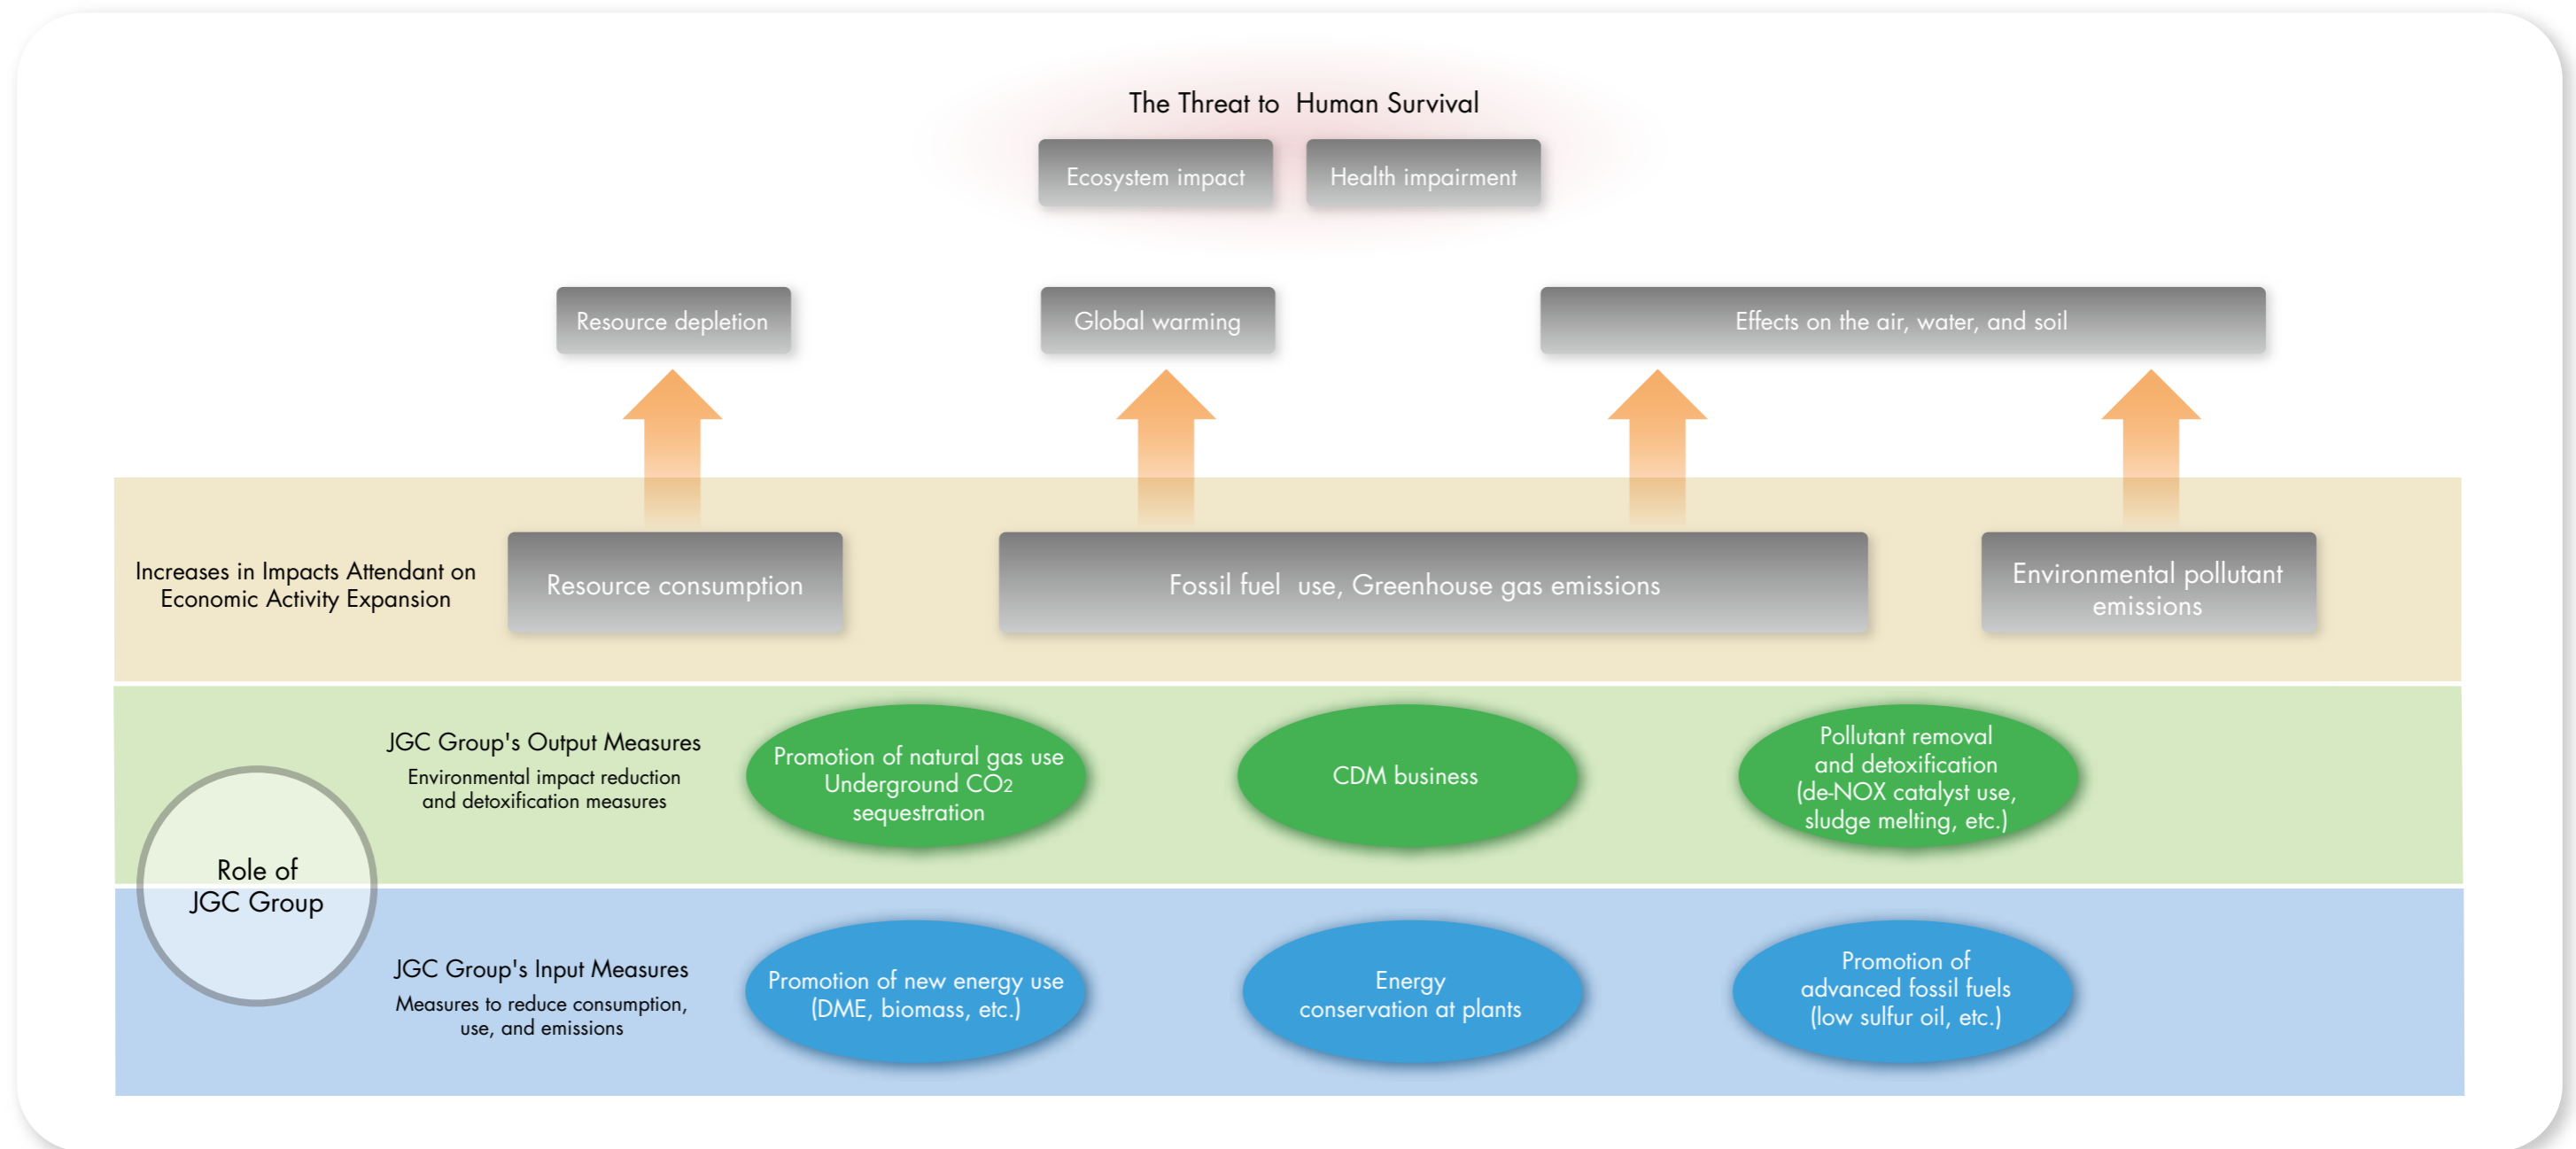 The Threat to Human Survival
Ecosystem impact
Health impairment
Resource depletion
Global warming
Effects on the air, water, and soil
Increases in Impacts Attendant on
Economic Activity Expansion
Resource consumption
Fossil fuel use, Greenhouse gas emissions
Environmental pollutant
emissions
Role of
JGC Group
JGC Group's Output Measures
Environmental impact reduction
and detoxification measures
Promotion of natural gas use
Underground CO2
sequestration
CDM business
Pollutant removal
and detoxification
(de-NOX catalyst use,
sludge melting, etc.)
JGC Group's Input Measures
Measures to reduce consumption,
use, and emissions
Promotion of new energy use
(DME, biomass, etc.)
Energy
conservation at plants
Promotion of
advanced fossil fuels
(low sulfur oil, etc.)